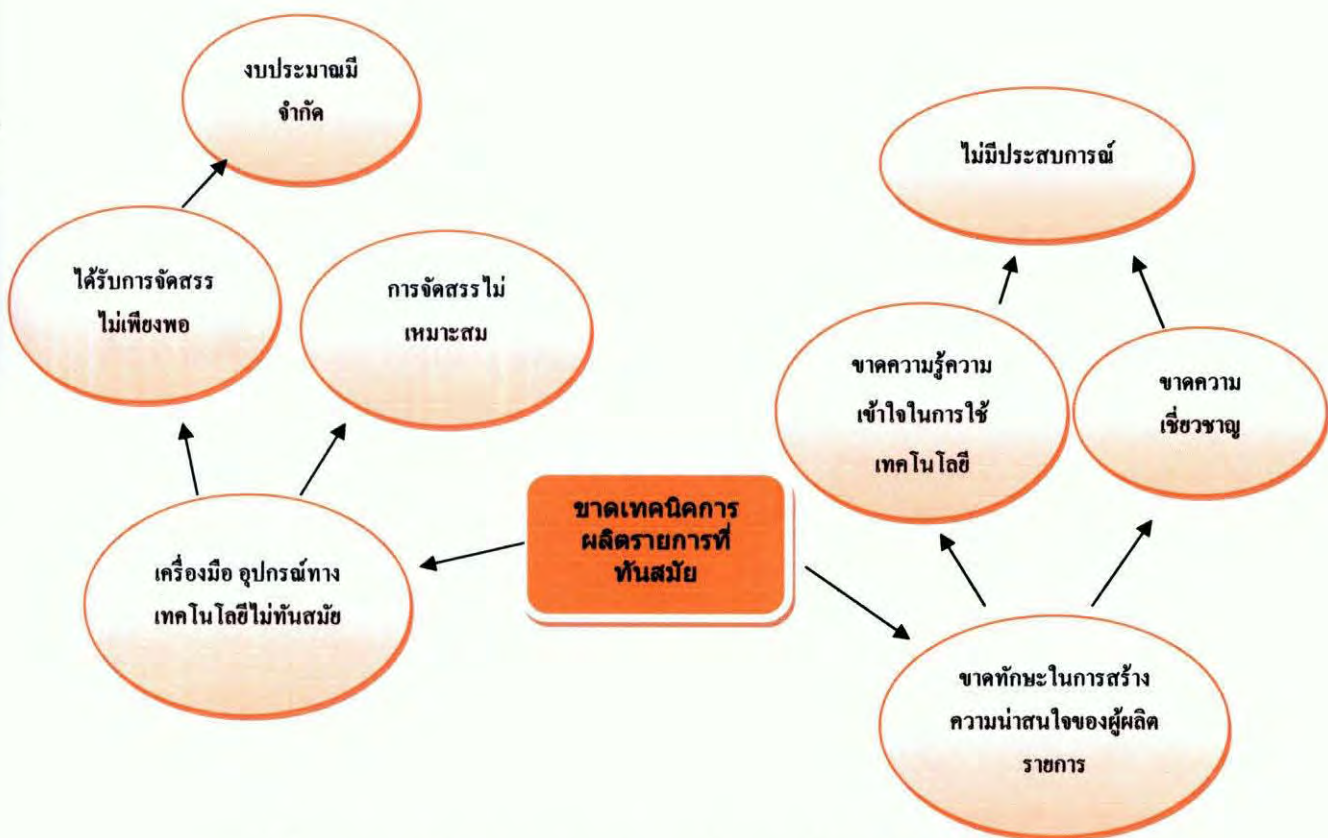 งบประมาณมี
จำกัด
ไม่มีประสบการณ์
ได้รับการจัดสรร
ไม่เพียงพอ
การจัดสรรไม่
เหมาะสม
ขาดความรู้ความ
เข้าใจในการใช้
เทคโนโลยี
ขาดความ
เชี่ยวชาญ
ขาดเทคนิคการ
ผลิตรายการที่
ทันสมัย
เครื่องมือ อุปกรณ์ทาง
เทคโนโลยีไม่ทันสมัย
ขาดทักษะในการสร้าง
ความน่าสนใจของผู้ผลิต
รายการ